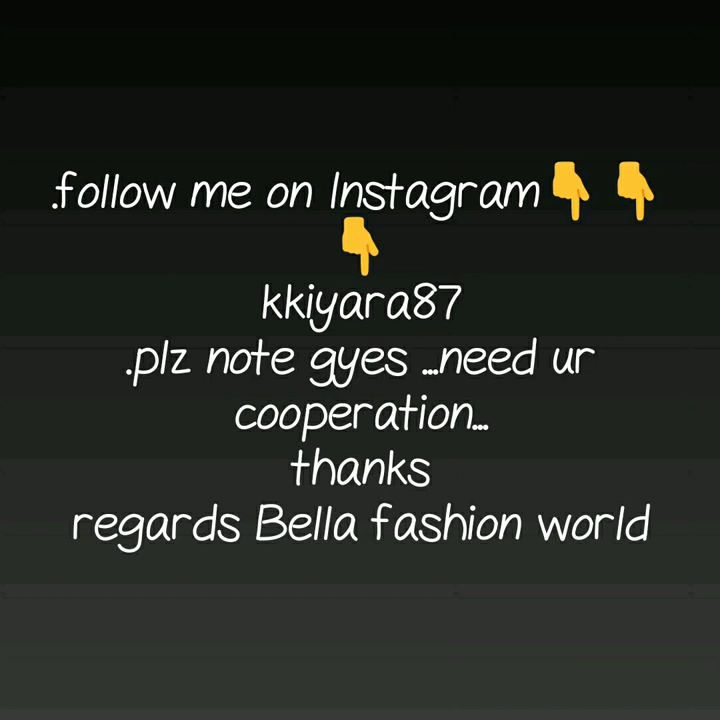 .follow me on Instagram👇👇
👇
kkiyara87
.plz note gyes ...need ur
cooperation...
thanks
regards Bella fashion world